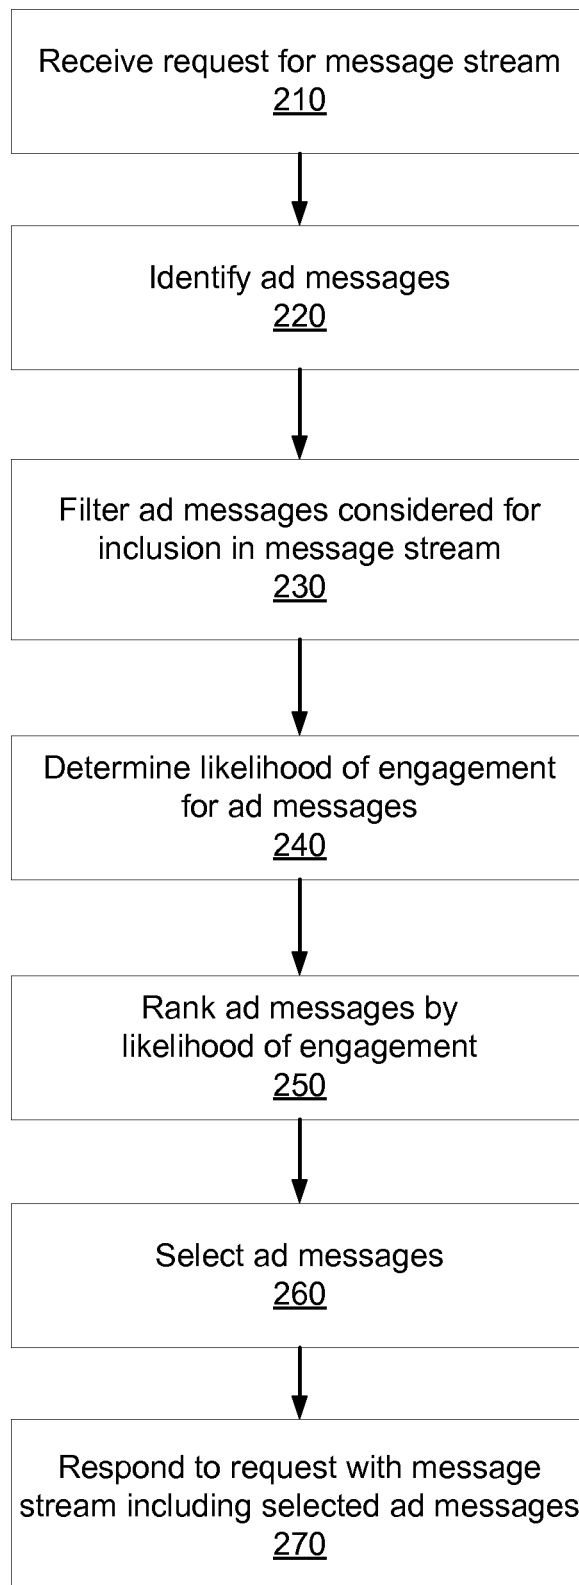 Receive request for message stream
210
Identify ad messages
220
Filter ad messages considered for
inclusion in message stream
230
Determine likelihood of engagement
for ad messages
240
Rank ad messages by
likelihood of engagement
250
Select ad messages
260
Respond to request with message
stream including selected ad messages
270